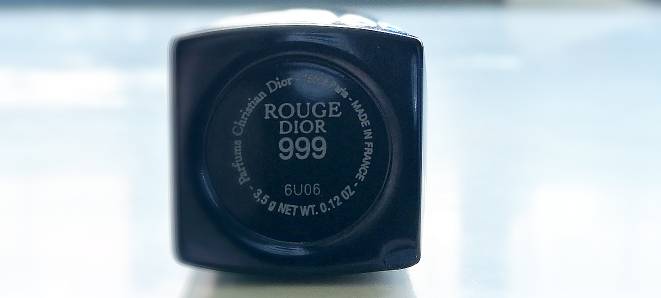 Parfums Christian Dior - Paris - MADE IN FRANCE
ROUGE
DIOR
999
6U06
- 3.5 g NET WT. 0.12 OZ -